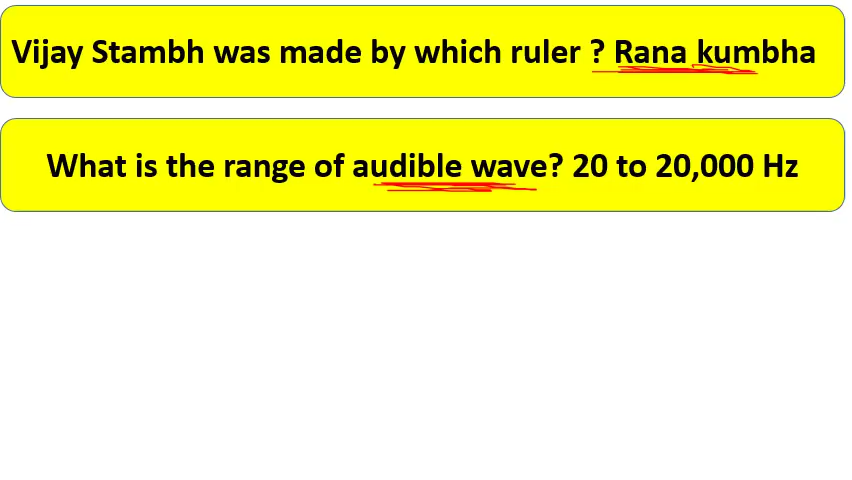 Vijay Stambh was made by which ruler ? Rana kumbha
What is the range of audible wave? 20 to 20,000 Hz